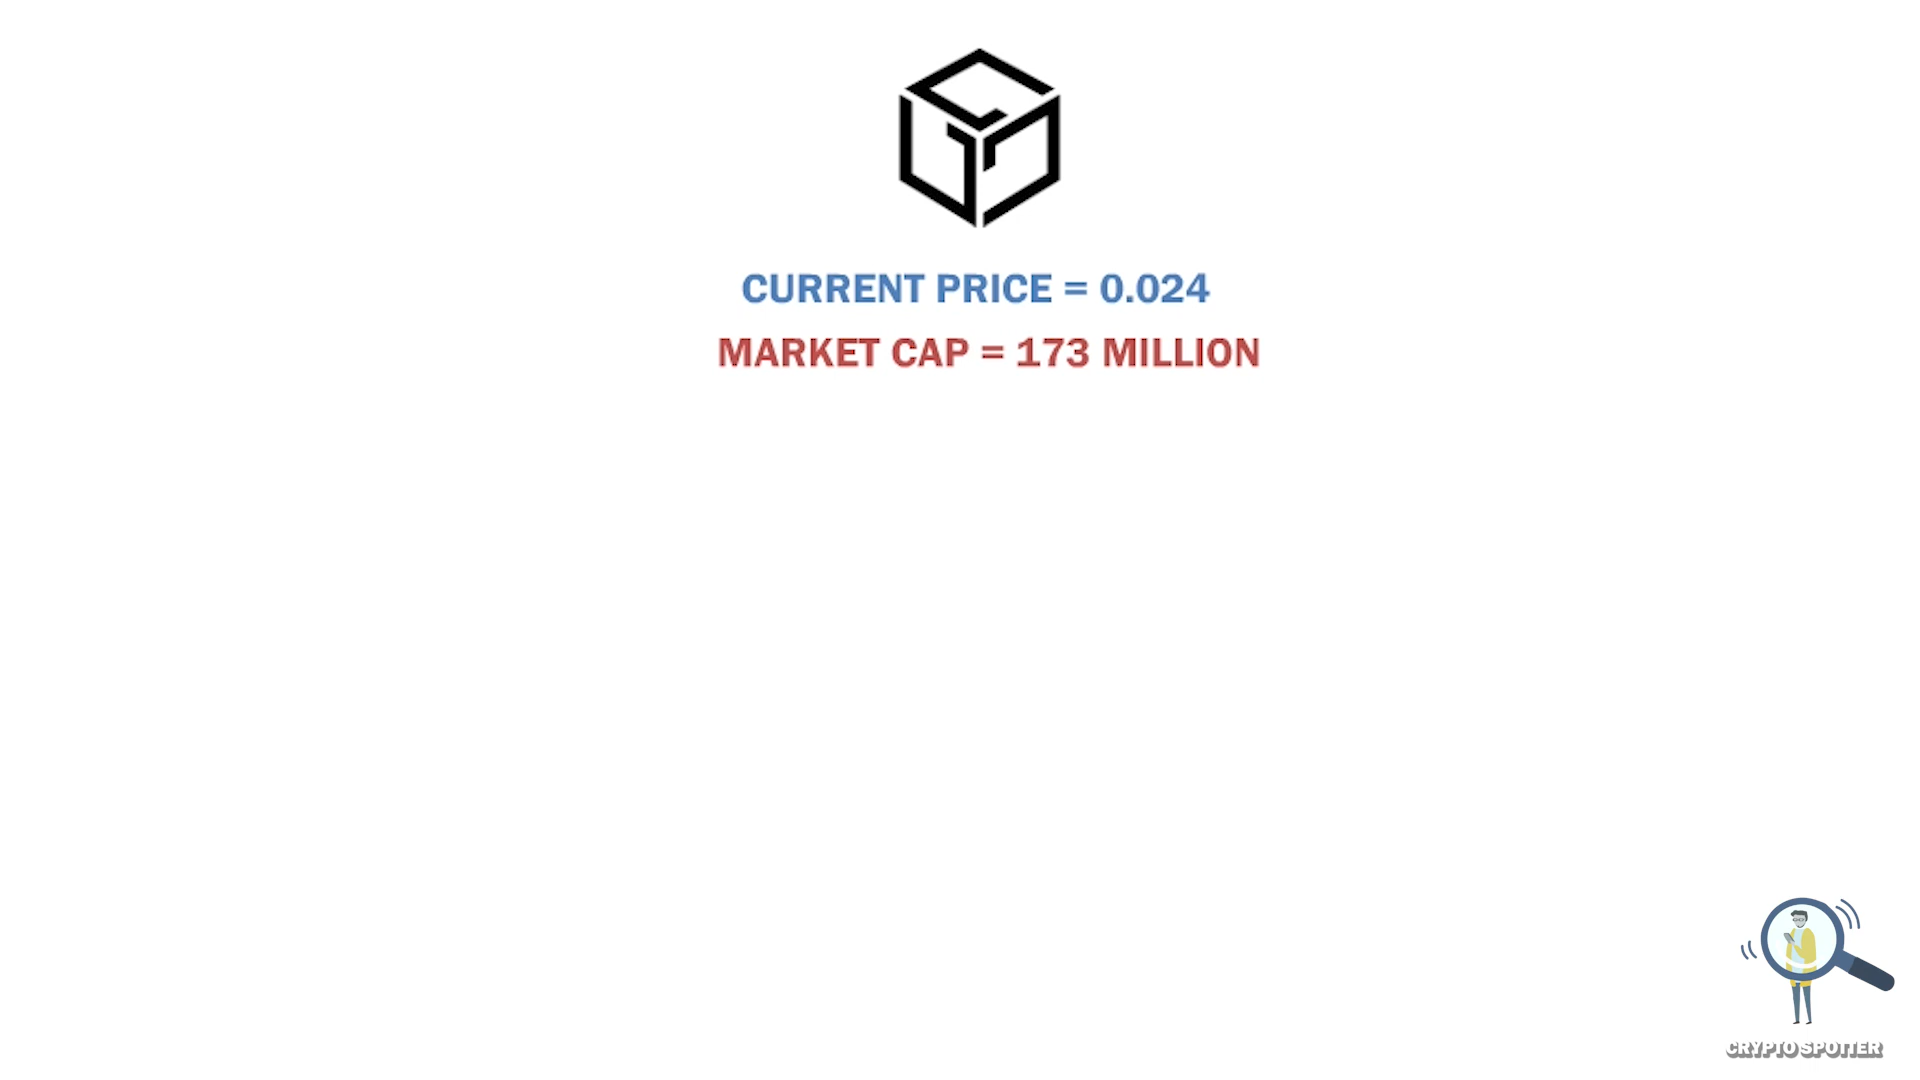 CURRENT PRICE = 0.024
MARKET CAP = 173 MILLION
CRYPTO SPOTTER